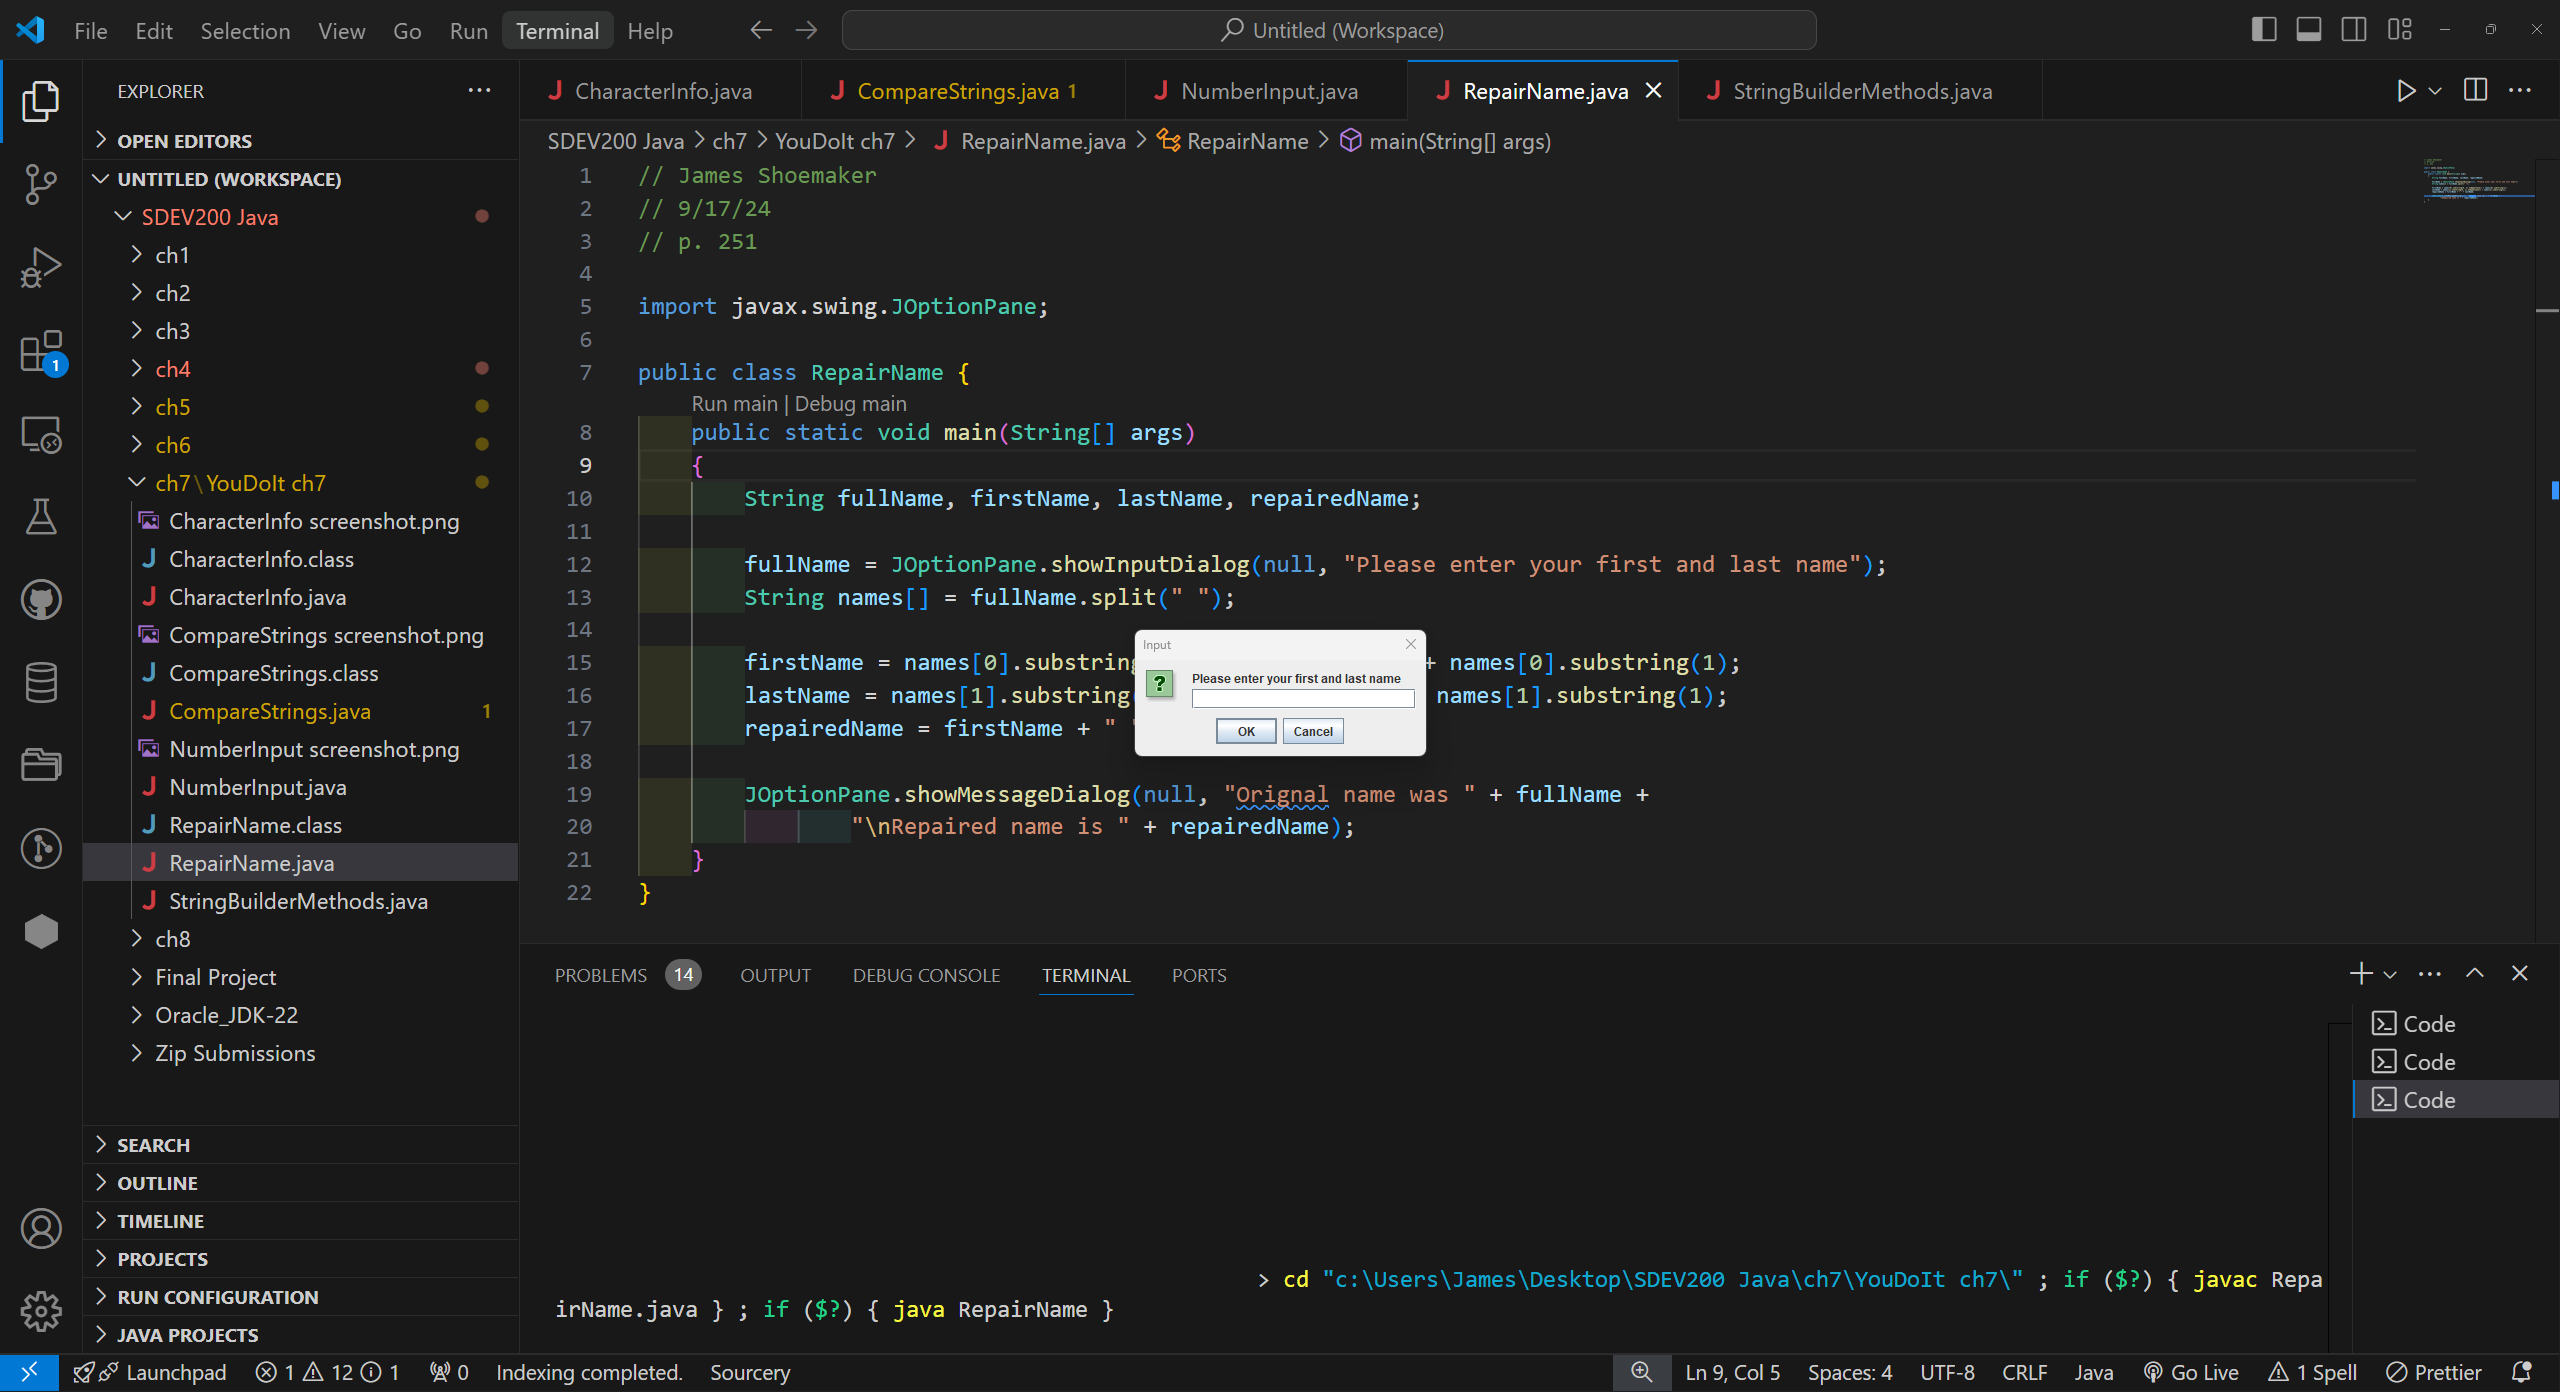 File Edit Selection View Go Run Terminal Help
Untitled (Workspace)
EXPLORER
OPEN EDITORS
UNTITLED (WORKSPACE)
SDEV200 Java
ch1
ch2
ch3
ch4
ch5
ch6
ch7\YouDoIt ch7
CharacterInfo screenshot.png
CharacterInfo.class
CharacterInfo.java
CompareStrings screenshot.png
CompareStrings.class
CompareStrings.java 1
NumberInput screenshot.png
NumberInput.java
RepairName.class
RepairName.java
StringBuilderMethods.java
ch8
Final Project
Oracle_JDK-22
Zip Submissions
SEARCH
OUTLINE
TIMELINE
PROJECTS
RUN CONFIGURATION
JAVA PROJECTS
1
CharacterInfo.java CompareStrings.java 1 NumberInput.java RepairName.java StringBuilderMethods.java
SDEV200 Java > ch7 > YouDoIt ch7 > RepairName.java > RepairName > main(String[] args)
1 // James Shoemaker
2 // 9/17/24
3 // p. 251
4
5 import javax.swing.JOptionPane;
6
7 public class RepairName {
Run main | Debug main
8 public static void main(String[] args)
9 {
10 String fullName, firstName, lastName, repairedName;
11
12 fullName = JOptionPane.showInputDialog(null, "Please enter your first and last name");
13 String names[] = fullName.split(" ");
14
15 firstName = names[0].substring + names[0].substring(1);
16 lastName = names[1].substring names[1].substring(1);
17 repairedName = firstName + "
18
19 JOptionPane.showMessageDialog(null, "Orignal name was " + fullName +
20 "\nRepaired name is " + repairedName);
21 }
22 }
Input
Please enter your first and last name
OK Cancel
PROBLEMS 14 OUTPUT DEBUG CONSOLE TERMINAL PORTS
> cd "c:\Users\James\Desktop\SDEV200 Java\ch7\YouDoIt ch7\" ; if ($?) { javac Repa
irName.java } ; if ($?) { java RepairName }
Code
Code
Code
Launchpad 1 12 1 0 Indexing completed. Sourcery Ln 9, Col 5 Spaces: 4 UTF-8 CRLF Java Go Live 1 Spell Prettier